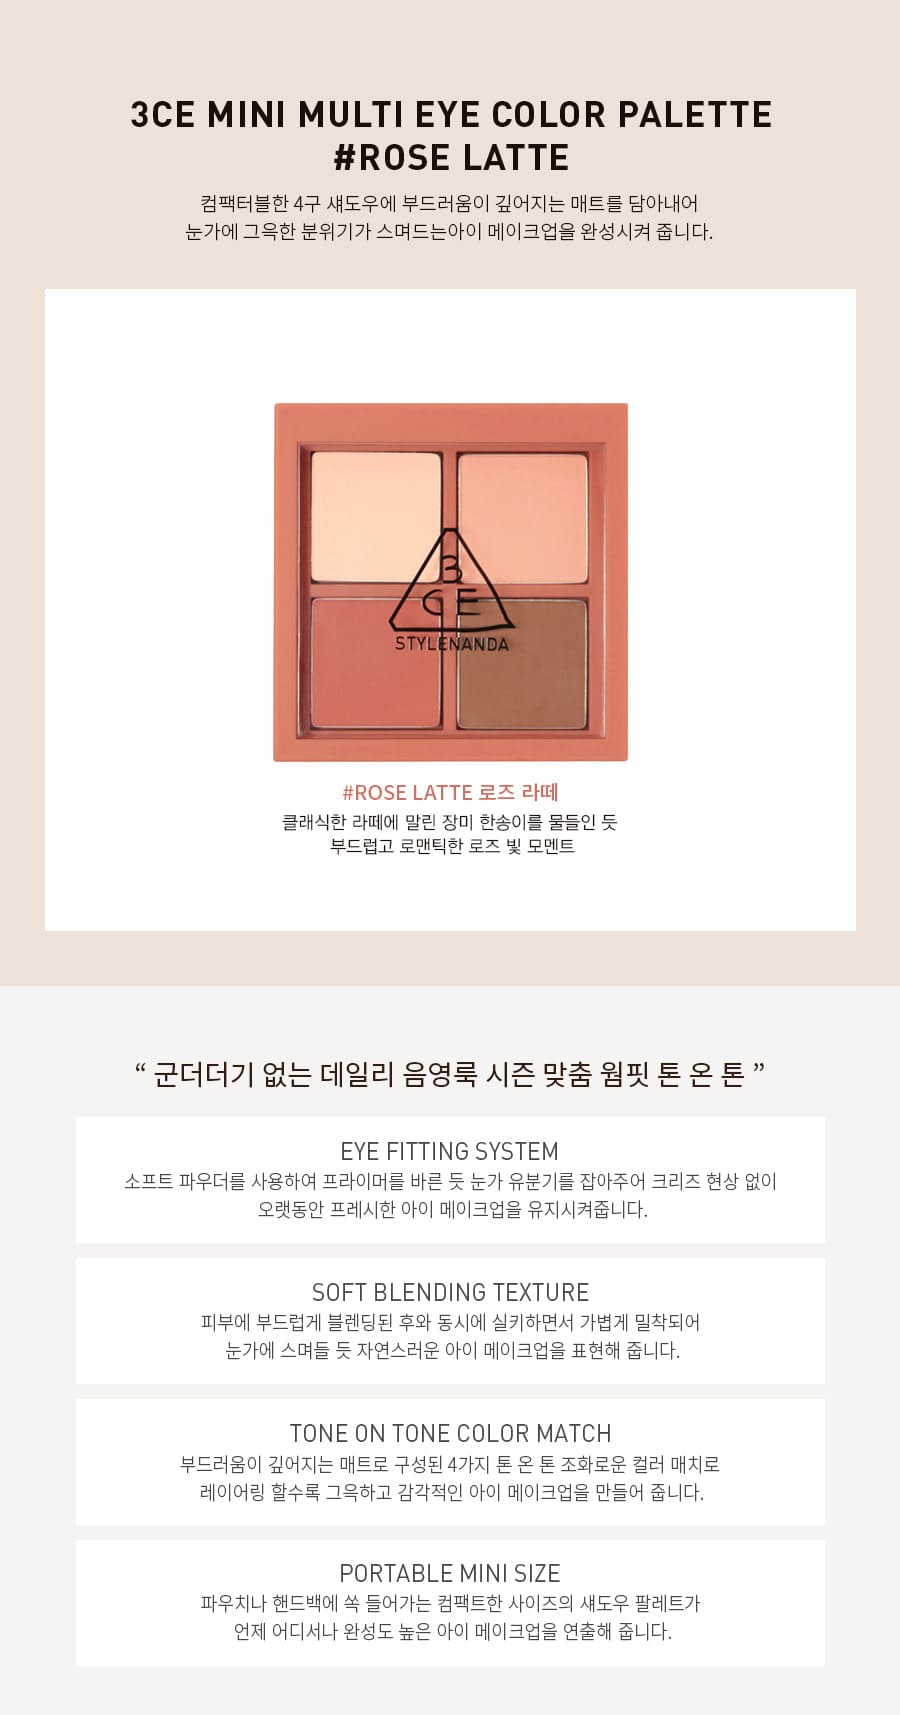 3CE MINI MULTI EYE COLOR PALETTE
#ROSE LATTE
컴팩터블한 4구 섀도우에 부드러움이 깊어지는 매트를 담아내어
눈가에 그윽한 분위기가 스며드는아이 메이크업을 완성시켜 줍니다.
3
CE
STYLENANDA
#ROSE LATTE 로즈 라떼
클래식한 라떼에 말린 장미 한송이를 물들인 듯
부드럽고 로맨틱한 로즈 빛 모멘트
“ 군더더기 없는 데일리 음영룩 시즌 맞춤 웜핏 톤 온 톤 ”
EYE FITTING SYSTEM
소프트 파우더를 사용하여 프라이머를 바른 듯 눈가 유분기를 잡아주어 크리즈 현상 없이
오랫동안 프레시한 아이 메이크업을 유지시켜줍니다.
SOFT BLENDING TEXTURE
피부에 부드럽게 블렌딩된 후와 동시에 실키하면서 가볍게 밀착되어
눈가에 스며들 듯 자연스러운 아이 메이크업을 표현해 줍니다.
TONE ON TONE COLOR MATCH
부드러움이 깊어지는 매트로 구성된 4가지 톤 온 톤 조화로운 컬러 매치로
레이어링 할수록 그윽하고 감각적인 아이 메이크업을 만들어 줍니다.
PORTABLE MINI SIZE
파우치나 핸드백에 쏙 들어가는 컴팩트한 사이즈의 섀도우 팔레트가
언제 어디서나 완성도 높은 아이 메이크업을 연출해 줍니다.